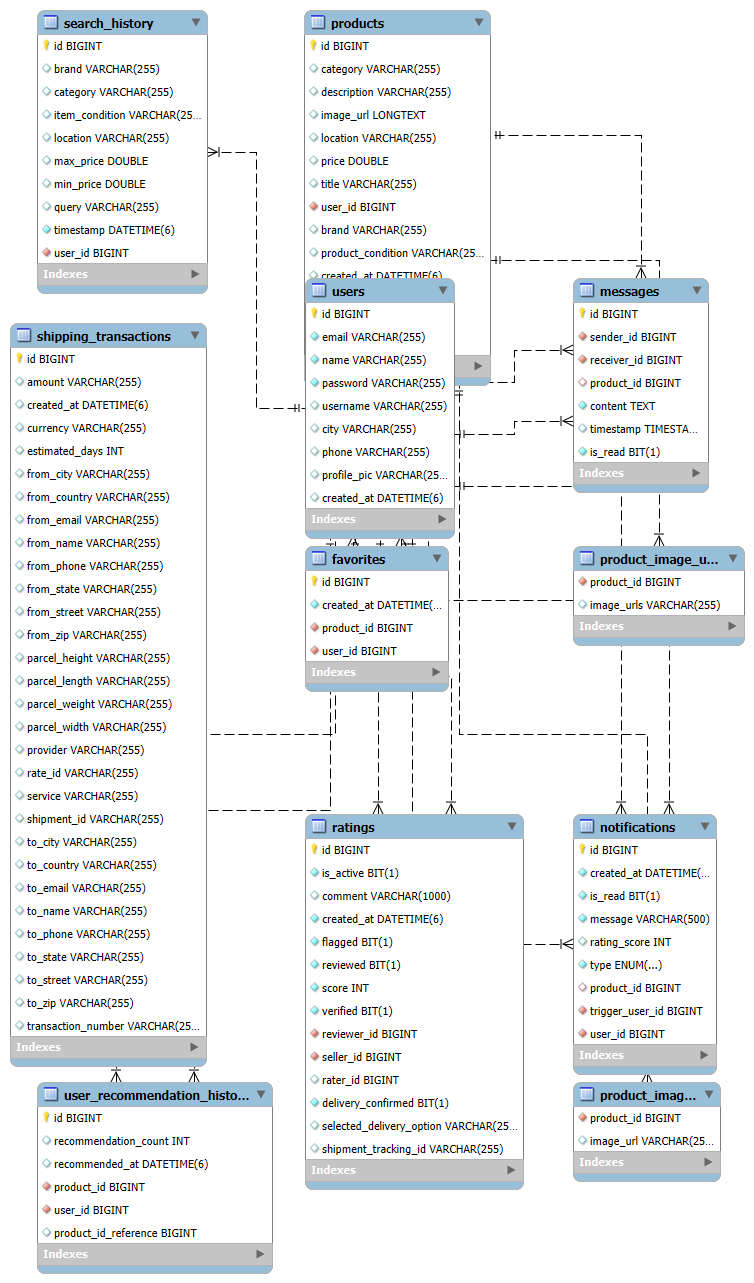 search_history
id BIGINT
brand VARCHAR(255)
category VARCHAR(255)
item_condition VARCHAR(25...
location VARCHAR(255)
max_price DOUBLE
min_price DOUBLE
query VARCHAR(255)
timestamp DATETIME(6)
user_id BIGINT
Indexes
products
id BIGINT
category VARCHAR(255)
description VARCHAR(255)
image_url LONGTEXT
location VARCHAR(255)
price DOUBLE
title VARCHAR(255)
user_id BIGINT
brand VARCHAR(255)
product_condition VARCHAR(25...
created_at DATETIME(6)
users
id BIGINT
email VARCHAR(255)
name VARCHAR(255)
password VARCHAR(255)
username VARCHAR(255)
city VARCHAR(255)
phone VARCHAR(255)
profile_pic VARCHAR(25...
created_at DATETIME(6)
Indexes
messages
id BIGINT
sender_id BIGINT
receiver_id BIGINT
product_id BIGINT
content TEXT
timestamp TIMESTA...
is_read BIT(1)
Indexes
shipping_transactions
id BIGINT
amount VARCHAR(255)
created_at DATETIME(6)
currency VARCHAR(255)
estimated_days INT
from_city VARCHAR(255)
from_country VARCHAR(255)
from_email VARCHAR(255)
from_name VARCHAR(255)
from_phone VARCHAR(255)
from_state VARCHAR(255)
from_street VARCHAR(255)
from_zip VARCHAR(255)
parcel_height VARCHAR(255)
parcel_length VARCHAR(255)
parcel_weight VARCHAR(255)
parcel_width VARCHAR(255)
provider VARCHAR(255)
rate_id VARCHAR(255)
service VARCHAR(255)
shipment_id VARCHAR(255)
to_city VARCHAR(255)
to_country VARCHAR(255)
to_email VARCHAR(255)
to_name VARCHAR(255)
to_phone VARCHAR(255)
to_state VARCHAR(255)
to_street VARCHAR(255)
to_zip VARCHAR(255)
transaction_number VARCHAR(25...
Indexes
favorites
id BIGINT
created_at DATETIME(...
product_id BIGINT
user_id BIGINT
Indexes
product_image_u...
product_id BIGINT
image_urls VARCHAR(255)
Indexes
ratings
id BIGINT
is_active BIT(1)
comment VARCHAR(1000)
created_at DATETIME(6)
flagged BIT(1)
reviewed BIT(1)
score INT
verified BIT(1)
reviewer_id BIGINT
seller_id BIGINT
rater_id BIGINT
delivery_confirmed BIT(1)
selected_delivery_option VARCHAR(25...
shipment_tracking_id VARCHAR(255)
Indexes
notifications
id BIGINT
created_at DATETIME(...
is_read BIT(1)
message VARCHAR(500)
rating_score INT
type ENUM(...)
product_id BIGINT
trigger_user_id BIGINT
user_id BIGINT
Indexes
user_recommendation_histo...
id BIGINT
recommendation_count INT
recommended_at DATETIME(6)
product_id BIGINT
user_id BIGINT
product_id_reference BIGINT
Indexes
product_imag...
product_id BIGINT
image_url VARCHAR(25...
Indexes